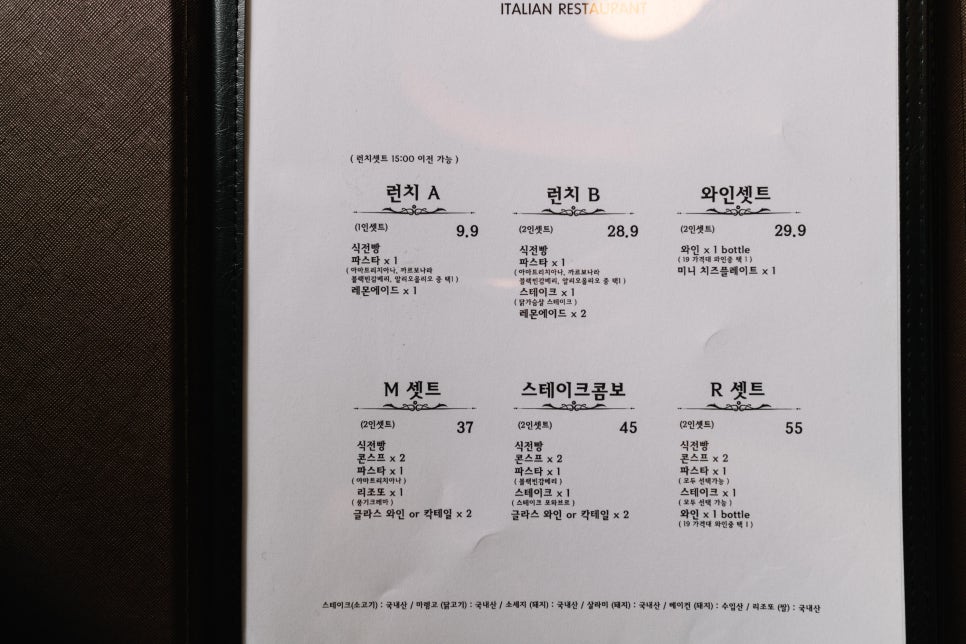 ITALIAN RESTAURANT
( 런치셋트 15:00 이전 가능 )
런치 A
(1인셋트) 9.9
식전빵
파스타 x 1
( 아마트리치아나, 까르보나라
블랙빈감베리, 알리오올리오 중 택1 )
레몬에이드 x 1
런치 B
(2인셋트) 28.9
식전빵
파스타 x 1
( 아마트리치아나, 까르보나라
블랙빈감베리, 알리오올리오 중 택1 )
스테이크 x 1
( 닭가슴살 스테이크 )
레몬에이드 x 2
와인셋트
(2인셋트) 29.9
와인 x 1 bottle
( 19 가격대 와인중 택 1 )
미니 치즈플레이트 x 1
M 셋트
(2인셋트) 37
식전빵
콘스프 x 2
파스타 x 1
( 아마트리치아나 )
리조또 x 1
( 풍기크레마 )
글라스 와인 or 칵테일 x 2
스테이크콤보
(2인셋트) 45
식전빵
콘스프 x 2
파스타 x 1
( 블랙빈감베리 )
스테이크 x 1
( 스테이크 포와브르 )
글라스 와인 or 칵테일 x 2
R 셋트
(2인셋트) 55
식전빵
콘스프 x 2
파스타 x 1
( 모두 선택가능 )
스테이크 x 1
( 모두 선택 가능 )
와인 x 1 bottle
( 19 가격대 와인중 택 1 )
스테이크(소고기) : 국내산 / 마렝고 (닭고기) : 국내산 / 소세지 (돼지) : 국내산 / 살라미 (돼지) : 국내산 / 베이컨 (돼지) : 수입산 / 리조또 (쌀) : 국내산